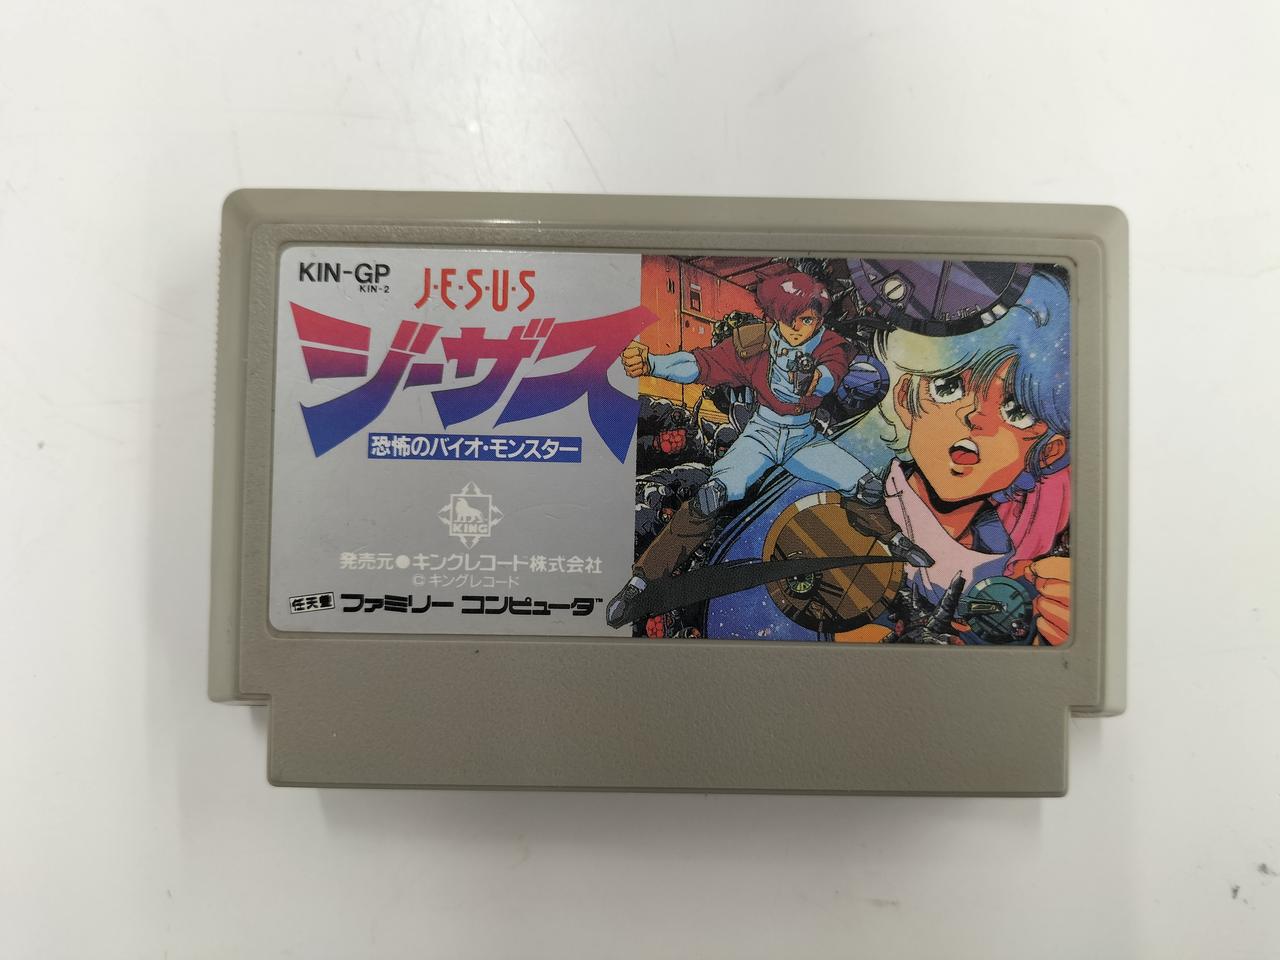 KIN-GP
KIN-2
J·E·S·U·S
ジーザス
恐怖のバイオ・モンスター
KING
発売元●キングレコード株式会社
©キングレコード
任天堂 ファミリーコンピュータ™